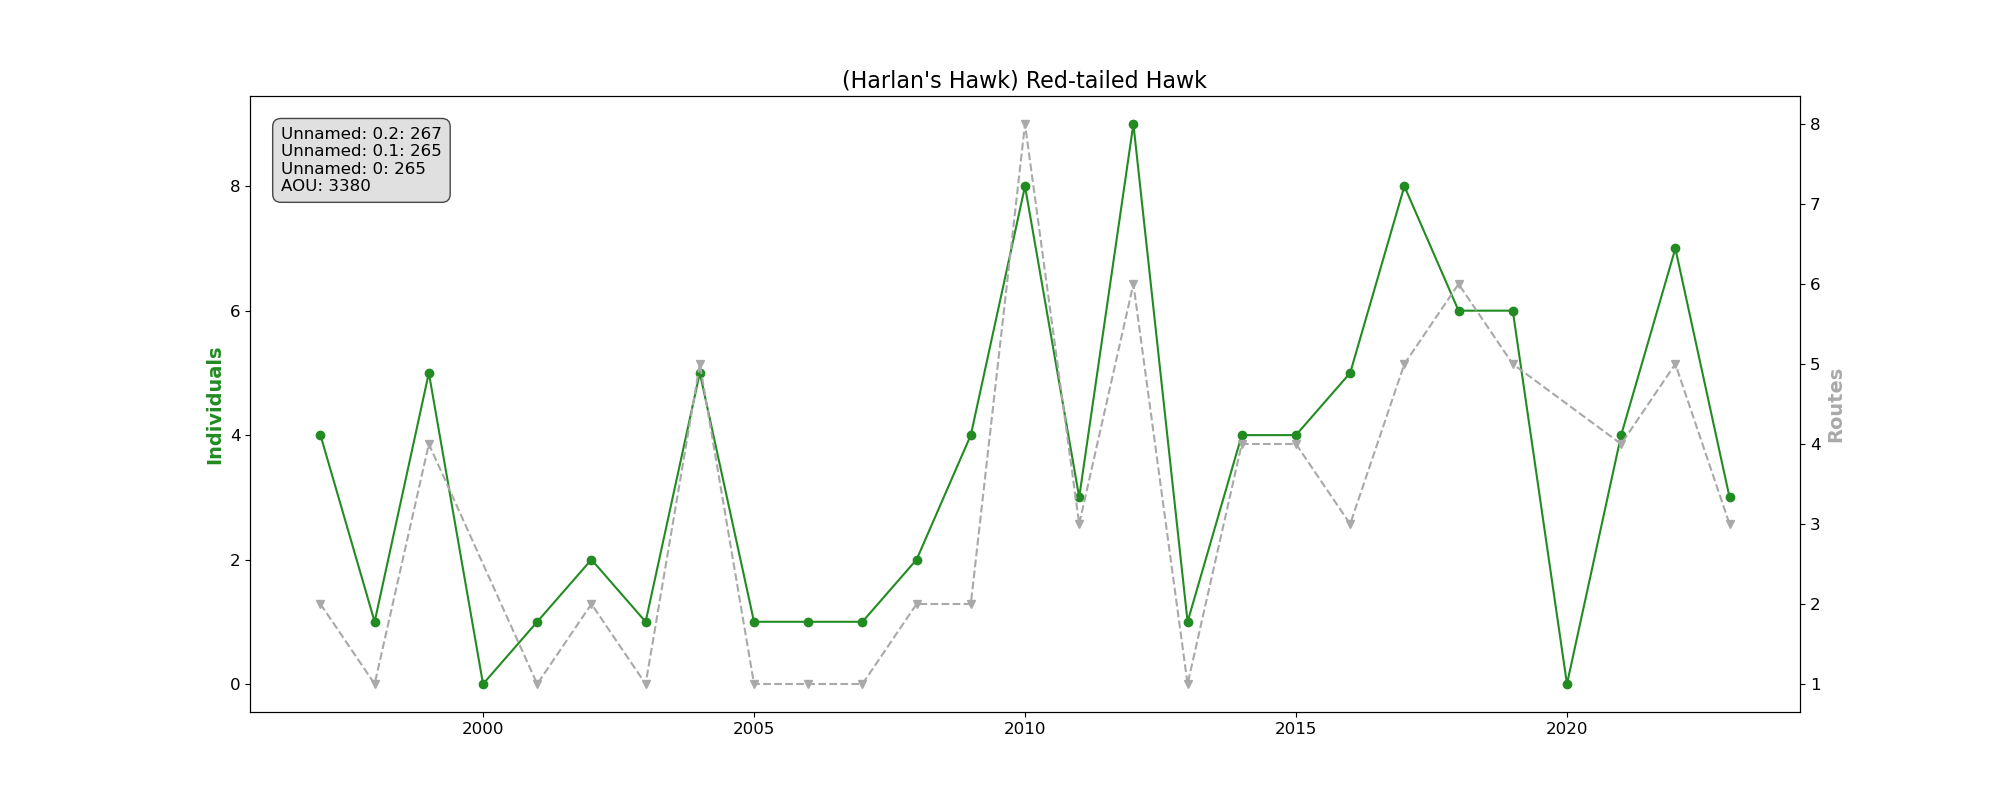 (Harlan's Hawk) Red-tailed Hawk
Unnamed: 0.2: 267
Unnamed: 0.1: 265
Unnamed: 0: 265
AOU: 3380
8
6
4
2
0
Individuals
8
7
6
5
4
3
2
1
Routes
2000
2005
2010
2015
2020